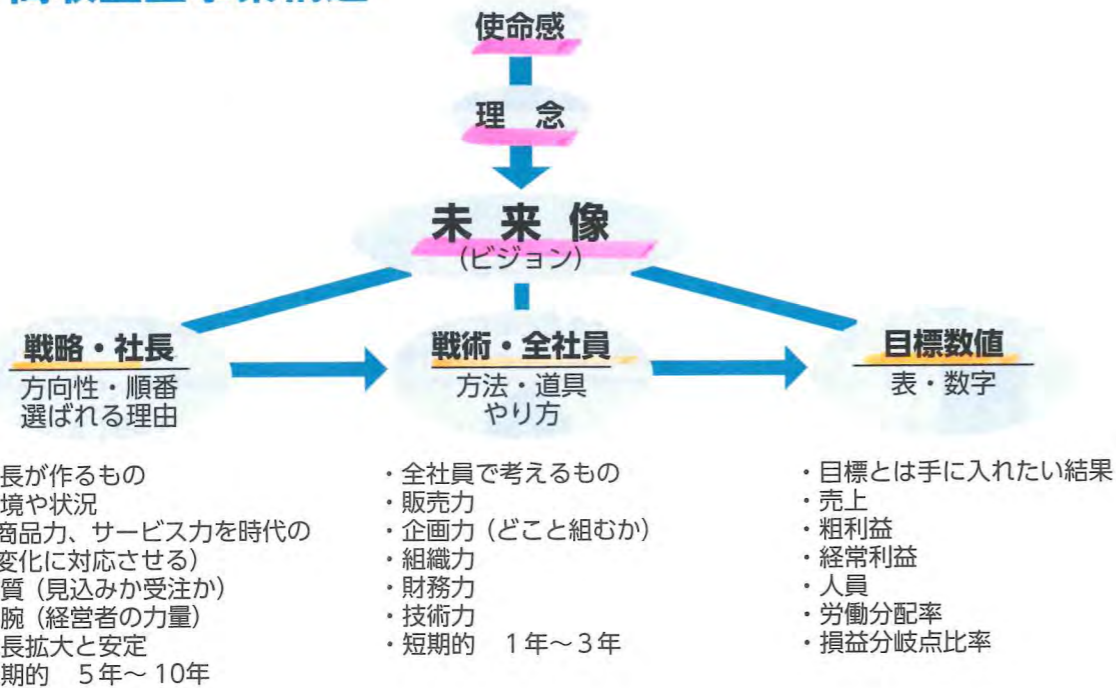 使命感
理 念
未 来 像
(ビジョン)
戦略・社長
方向性・順番
選ばれる理由
戦術・全社員
方法・道具
やり方
目標数値
表・数字
長が作るもの
境や状況
商品力、サービス力を時代の
変化に対応させる)
質(見込みか受注か)
腕(経営者の力量)
長拡大と安定
期的 5年～10年
・全社員で考えるもの
・販売力
・企画力(どこと組むか)
・組織力
・財務力
・技術力
・短期的 1年～3年
・目標とは手に入れたい結果
・売上
・粗利益
・経常利益
・人員
・労働分配率
・損益分岐点比率